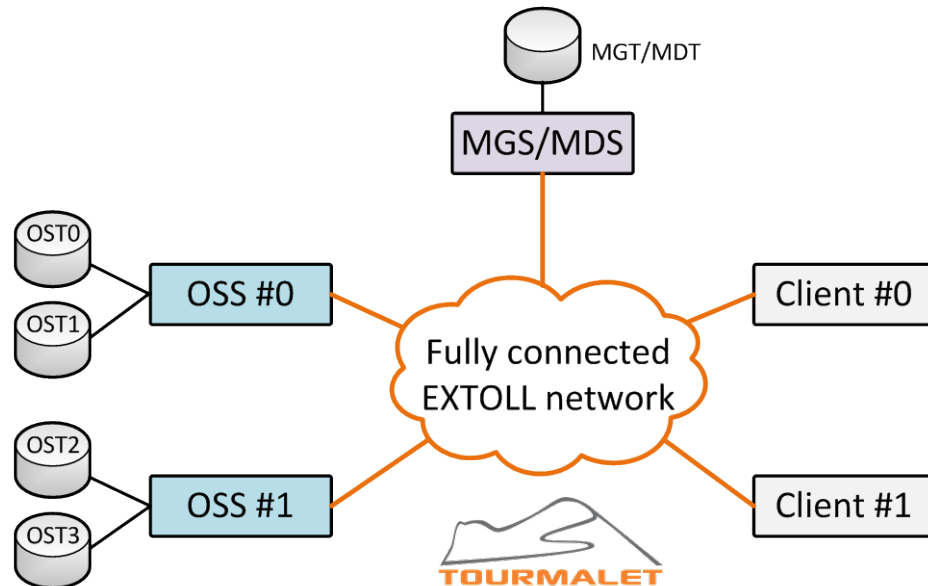 MGT/MDT
MGS/MDS
OST0
OSS #0
Client #0
OST1
Fully connected
EXTOLL network
OST2
OSS #1
Client #1
OST3
TOURMALET